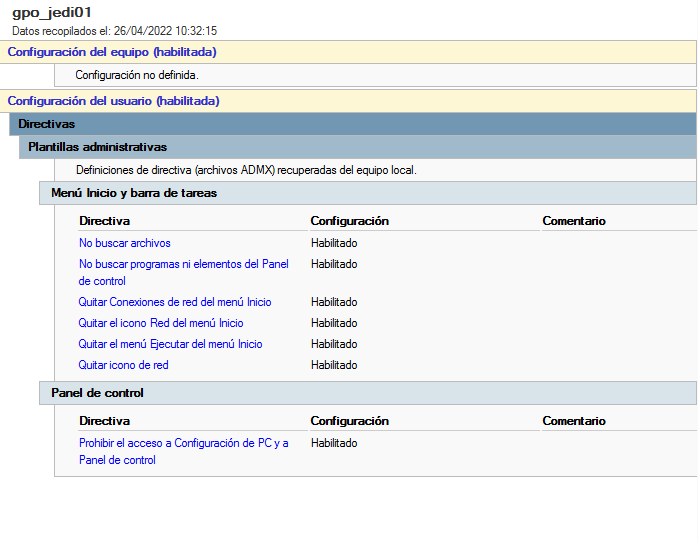 gpo_jedi01
Datos recopilados el: 26/04/2022 10:32:15
Configuración del equipo (habilitada)
Configuración no definida.
Configuración del usuario (habilitada)
Directivas
Plantillas administrativas
Definiciones de directiva (archivos ADMX) recuperadas del equipo local.
Menú Inicio y barra de tareas
Directiva Configuración Comentario
No buscar archivos Habilitado
No buscar programas ni elementos del Panel Habilitado
de control
Quitar Conexiones de red del menú Inicio Habilitado
Quitar el icono Red del menú Inicio Habilitado
Quitar el menú Ejecutar del menú Inicio Habilitado
Quitar icono de red Habilitado
Panel de control
Directiva Configuración Comentario
Prohibir el acceso a Configuración de PC y a Habilitado
Panel de control